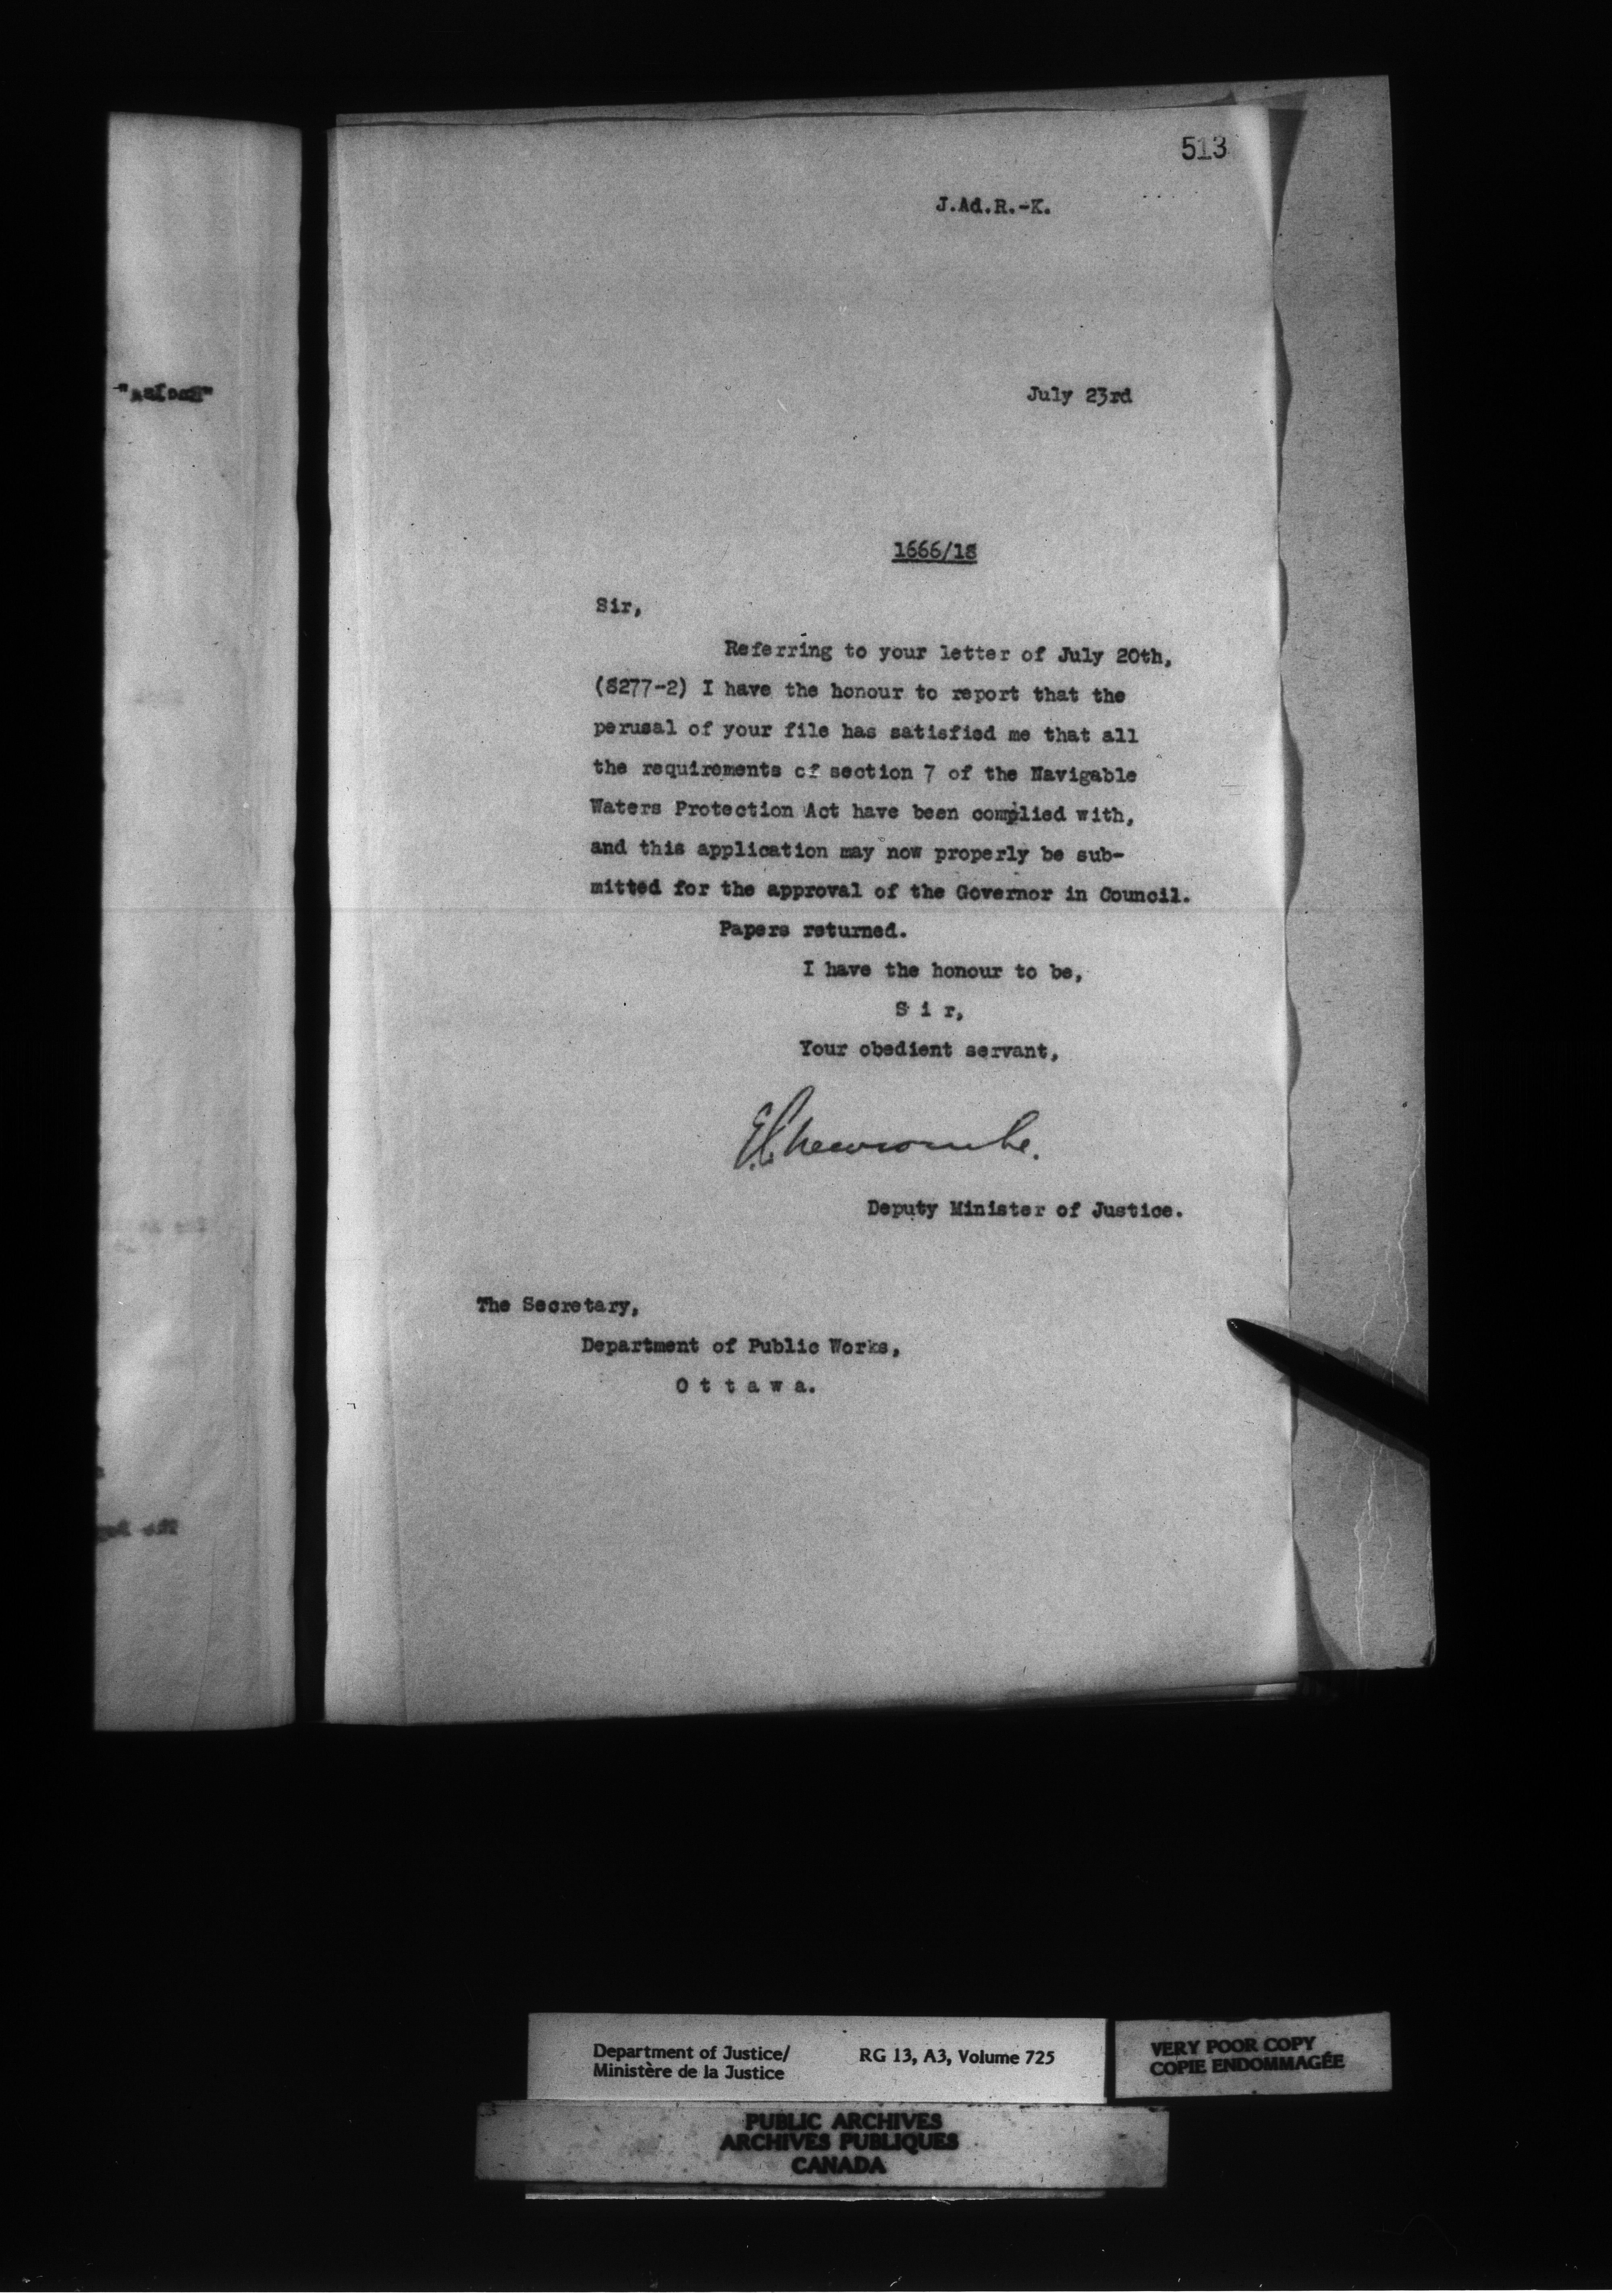 513
J.Ad.R.-K.
July 23rd
1666/18
Sir,
Referring to your letter of July 20th,
(8277-2) I have the honour to report that the
perusal of your file has satisfied me that all
the requirements of section 7 of the Navigable
Waters Protection Act have been complied with,
and this application may now properly be sub-
mitted for the approval of the Governor in Council.
Papers returned.
I have the honour to be,
S i r,
Your obedient servant,
E.L. Newcombe.
Deputy Minister of Justice.
The Secretary,
Department of Public Works,
O t t a w a.
Department of Justice/
Ministère de la Justice
RG 13, A3, Volume 725
VERY POOR COPY
COPIE ENDOMMAGÉE
PUBLIC ARCHIVES
ARCHIVES PUBLIQUES
CANADA